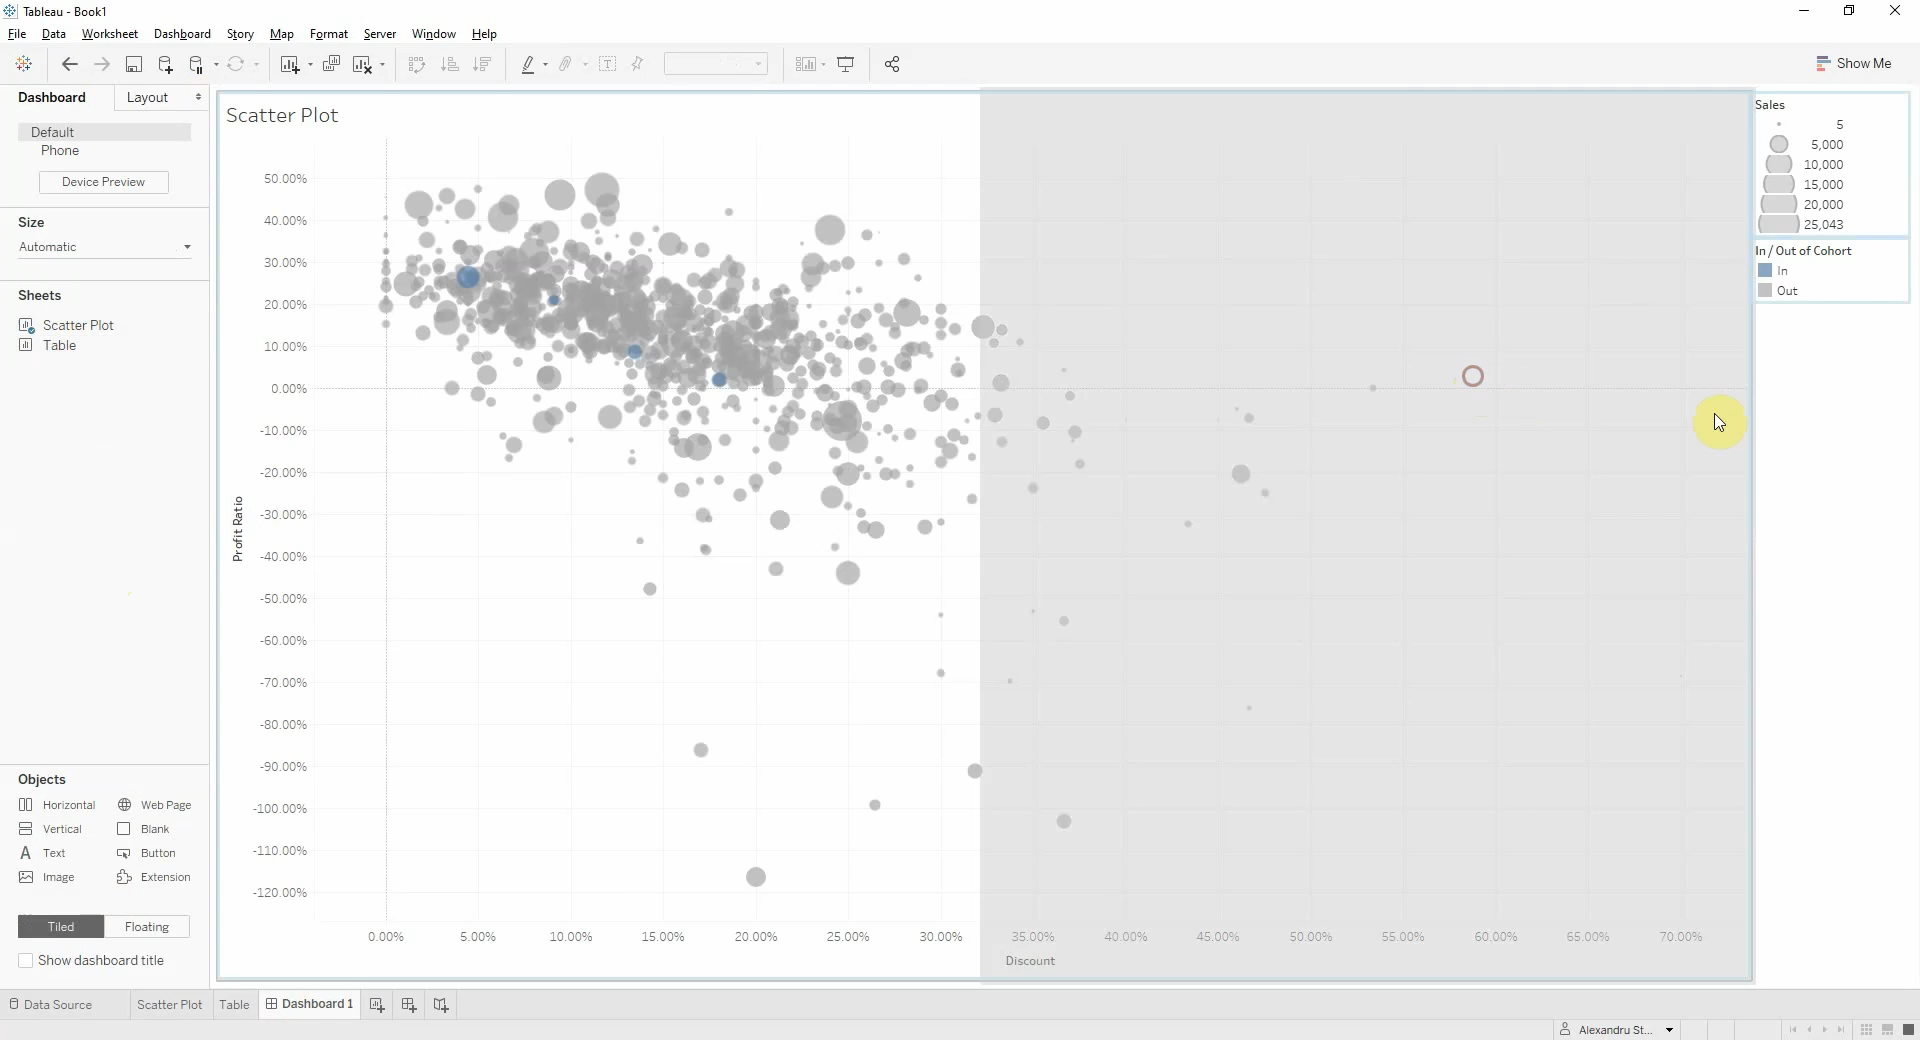 Tableau - Book1
File Data Worksheet Dashboard Story Map Format Server Window Help
Show Me
Dashboard Layout
Default
Phone
Device Preview
Size
Automatic
Sheets
Scatter Plot
Table
Objects
Horizontal Web Page
Vertical Blank
Text Button
Image Extension
Tiled Floating
Show dashboard title
Scatter Plot
50.00%
40.00%
30.00%
20.00%
10.00%
0.00%
-10.00%
-20.00%
-30.00%
-40.00%
-50.00%
-60.00%
-70.00%
-80.00%
-90.00%
-100.00%
-110.00%
-120.00%
Profit Ratio
0.00% 5.00% 10.00% 15.00% 20.00% 25.00% 30.00% 35.00% 40.00% 45.00% 50.00% 55.00% 60.00% 65.00% 70.00%
Discount
Sales
5
5,000
10,000
15,000
20,000
25,043
In / Out of Cohort
In
Out
Data Source Scatter Plot Table Dashboard 1
Alexandru St...